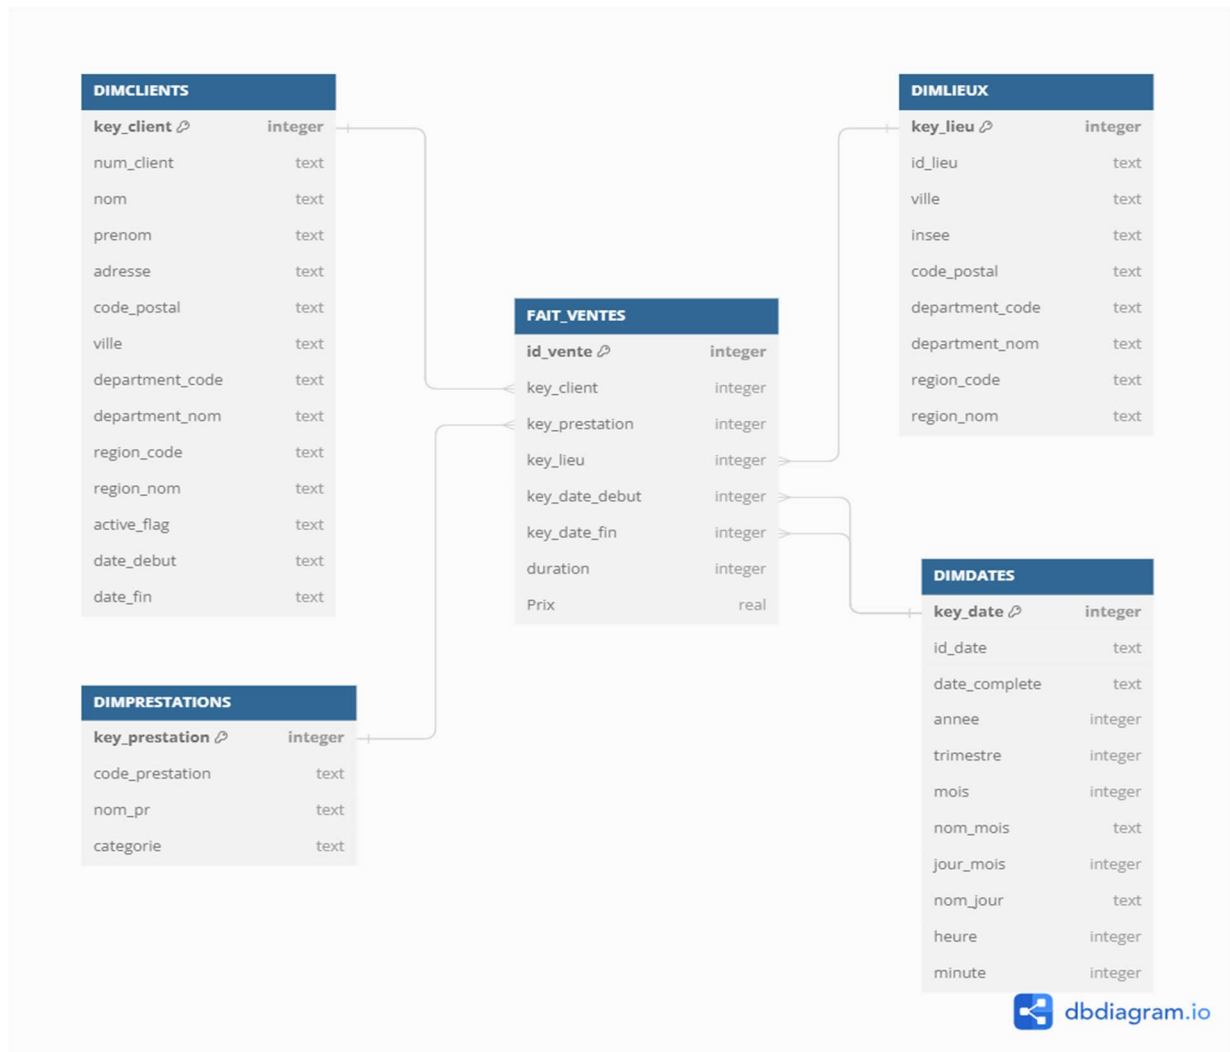 DIMCLIENTS
key_client integer
num_client text
nom text
prenom text
adresse text
code_postal text
ville text
department_code text
department_nom text
region_code text
region_nom text
active_flag text
date_debut text
date_fin text
DIMPRESTATIONS
key_prestation integer
code_prestation text
nom_pr text
categorie text
FAIT_VENTES
id_vente integer
key_client integer
key_prestation integer
key_lieu integer
key_date_debut integer
key_date_fin integer
duration integer
Prix real
DIMLIEUX
key_lieu integer
id_lieu text
ville text
insee text
code_postal text
department_code text
department_nom text
region_code text
region_nom text
DIMDATES
key_date integer
id_date text
date_complete text
annee integer
trimestre integer
mois integer
nom_mois text
jour_mois integer
nom_jour text
heure integer
minute integer
dbdiagram.io